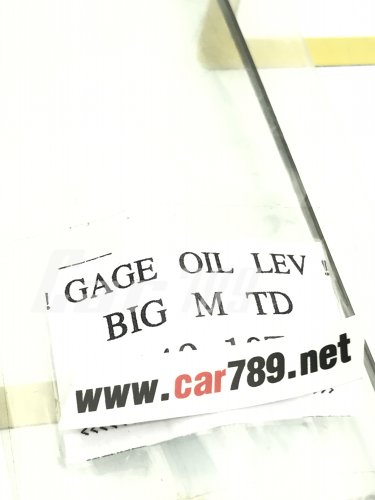 ! GAGE OIL LEV !!
BIG M TD
www.car789.net
<<<<<